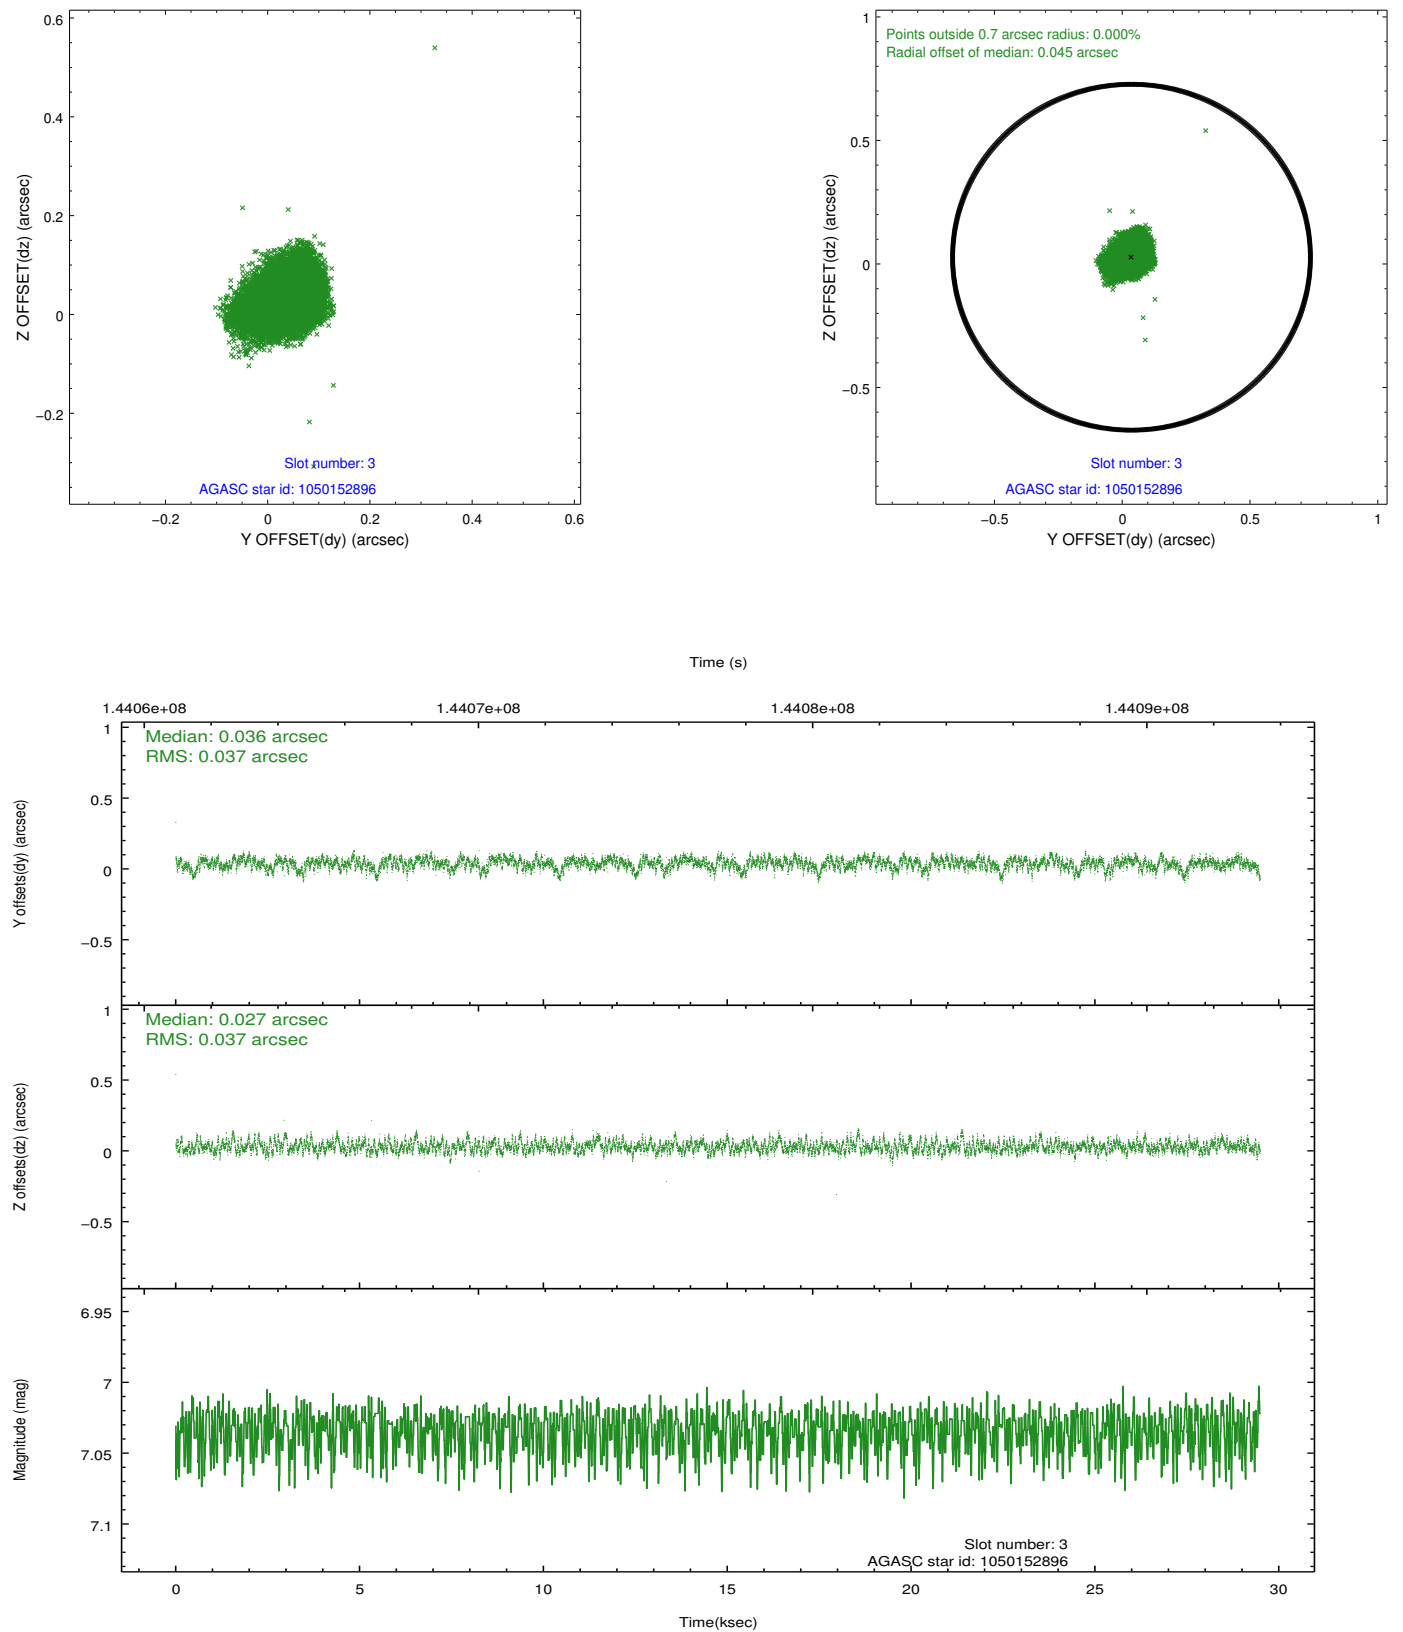 0.6
0.4
0.2
0
−0.2
Z OFFSET(dz) (arcsec)
Slot number: 3
AGASC star id: 1050152896
−0.2 0 0.2 0.4 0.6
Y OFFSET(dy) (arcsec)
Points outside 0.7 arcsec radius: 0.000%
Radial offset of median: 0.045 arcsec
1
0.5
0
−0.5
Z OFFSET(dz) (arcsec)
Slot number: 3
AGASC star id: 1050152896
−0.5 0 0.5 1
Y OFFSET(dy) (arcsec)
Time (s)
1.4406e+08 1.4407e+08 1.4408e+08 1.4409e+08
Median: 0.036 arcsec
RMS: 0.037 arcsec
1
0.5
0
−0.5
Y offsets(dy) (arcsec)
Median: 0.027 arcsec
RMS: 0.037 arcsec
1
0.5
0
−0.5
Z offsets(dz) (arcsec)
6.95
7
7.05
7.1
Magnitude (mag)
Slot number: 3
AGASC star id: 1050152896
0 5 10 15 20 25 30
Time(ksec)